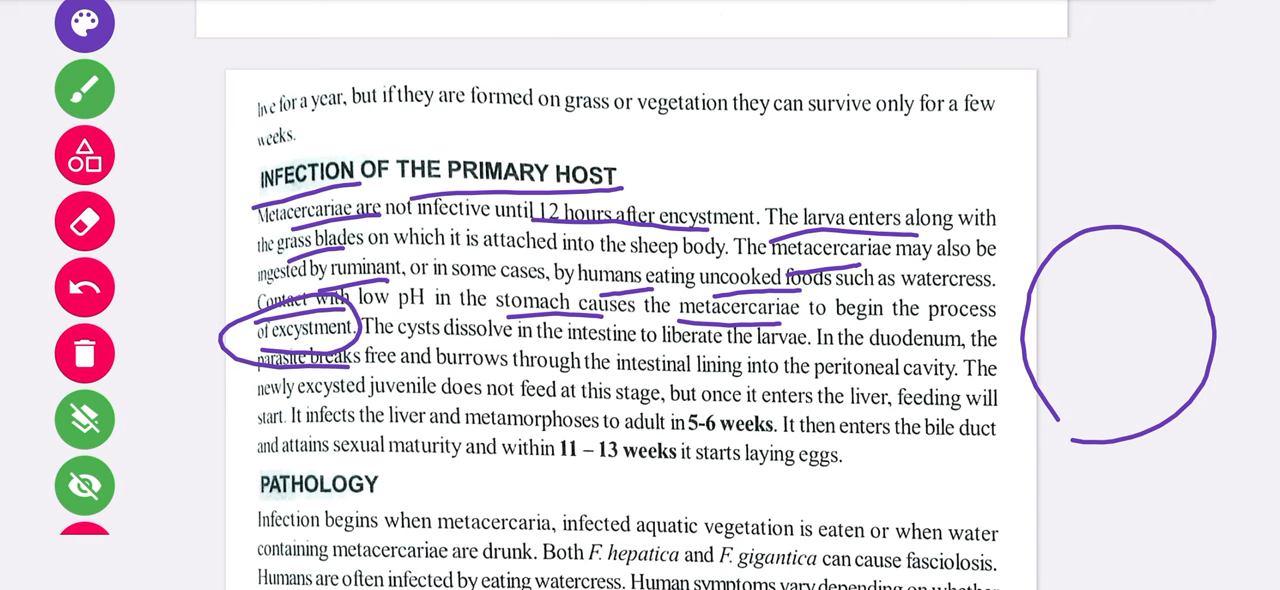 live for a year, but if they are formed on grass or vegetation they can survive only for a few
weeks.
INFECTION OF THE PRIMARY HOST
Metacercariae are not infective until 12 hours after encystment. The larva enters along with
the grass blades on which it is attached into the sheep body. The metacercariae may also be
ingested by ruminant, or in some cases, by humans eating uncooked foods such as watercress.
Contact with low pH in the stomach causes the metacercariae to begin the process
of excystment. The cysts dissolve in the intestine to liberate the larvae. In the duodenum, the
parasite breaks free and burrows through the intestinal lining into the peritoneal cavity. The
newly excysted juvenile does not feed at this stage, but once it enters the liver, feeding will
start. It infects the liver and metamorphoses to adult in 5-6 weeks. It then enters the bile duct
and attains sexual maturity and within 11 – 13 weeks it starts laying eggs.
PATHOLOGY
Infection begins when metacercaria, infected aquatic vegetation is eaten or when water
containing metacercariae are drunk. Both F. hepatica and F. gigantica can cause fasciolosis.
Humans are often infected by eating watercress. Human symptoms vary depending on whether